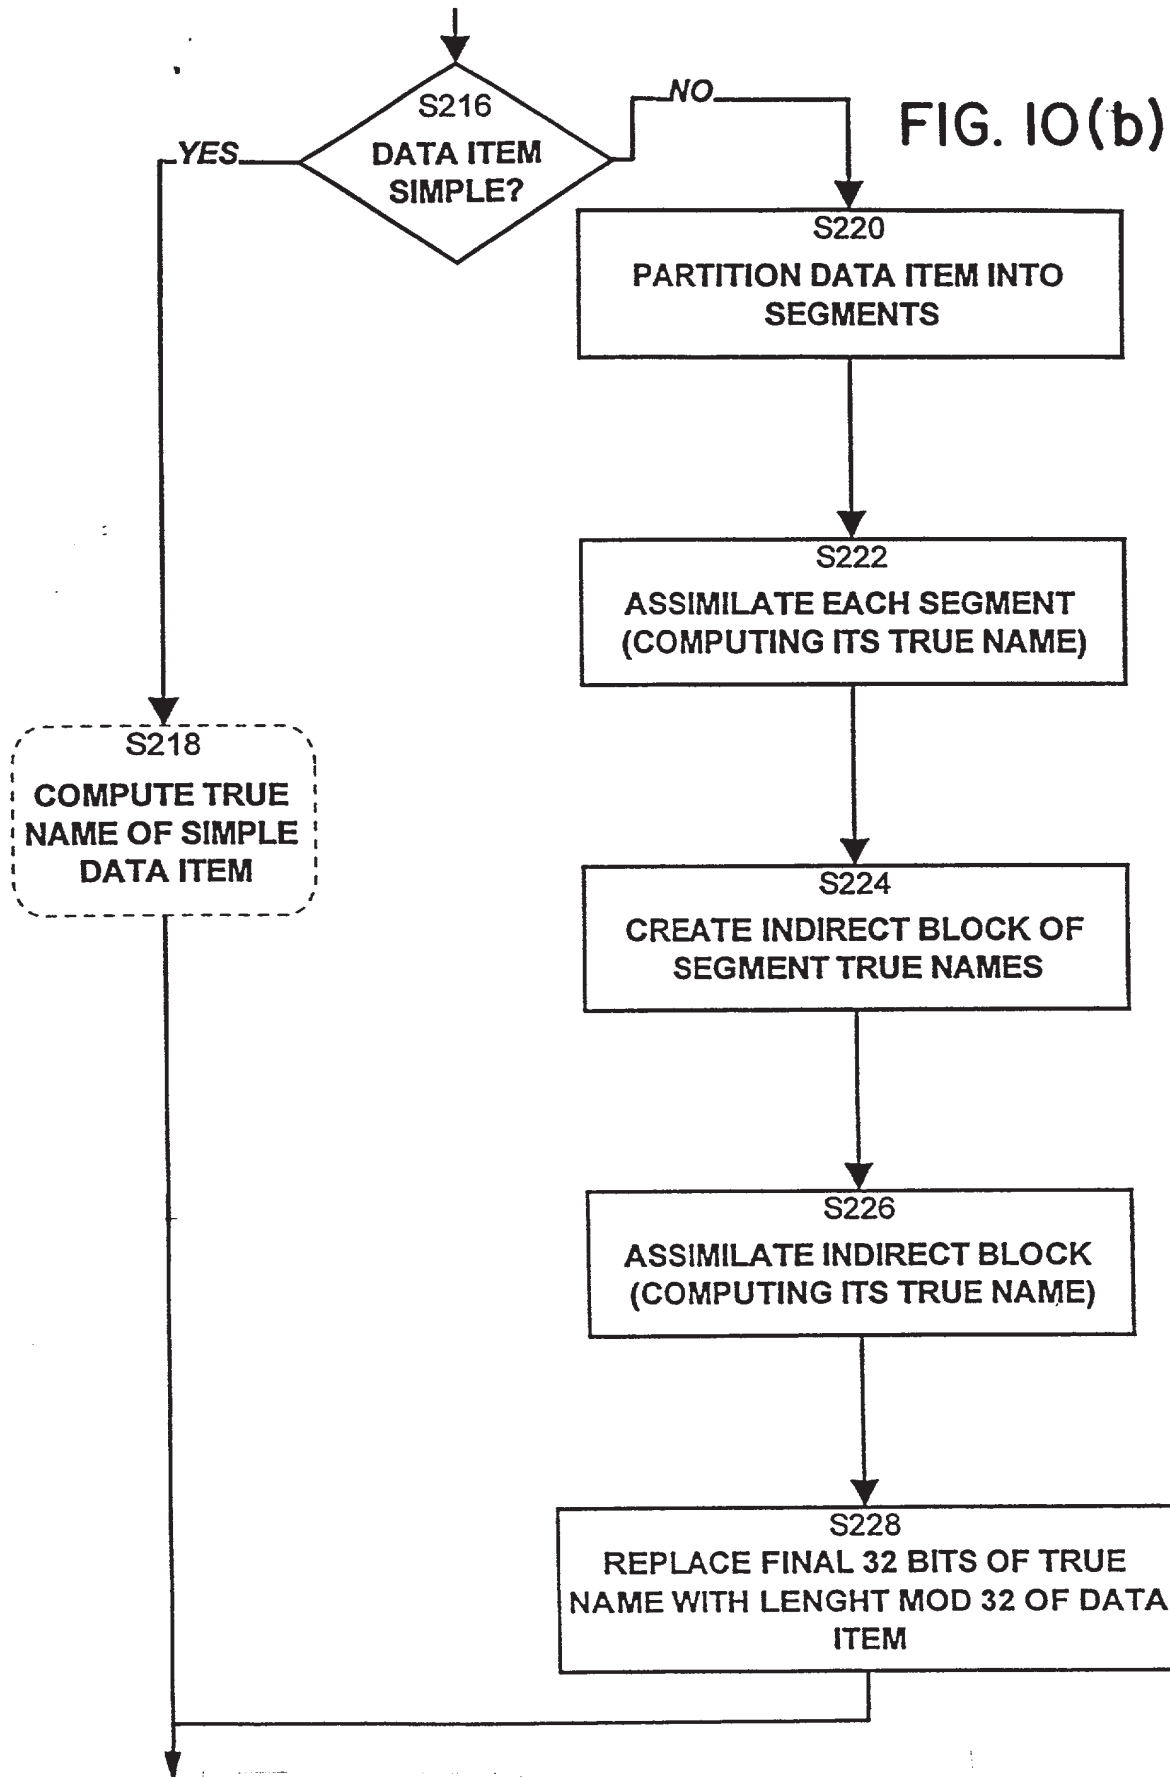 FIG. 10(b)
S216
DATA ITEM
SIMPLE?
YES
NO
S220
PARTITION DATA ITEM INTO
SEGMENTS
S222
ASSIMILATE EACH SEGMENT
(COMPUTING ITS TRUE NAME)
S218
COMPUTE TRUE
NAME OF SIMPLE
DATA ITEM
S224
CREATE INDIRECT BLOCK OF
SEGMENT TRUE NAMES
S226
ASSIMILATE INDIRECT BLOCK
(COMPUTING ITS TRUE NAME)
S228
REPLACE FINAL 32 BITS OF TRUE
NAME WITH LENGHT MOD 32 OF DATA
ITEM